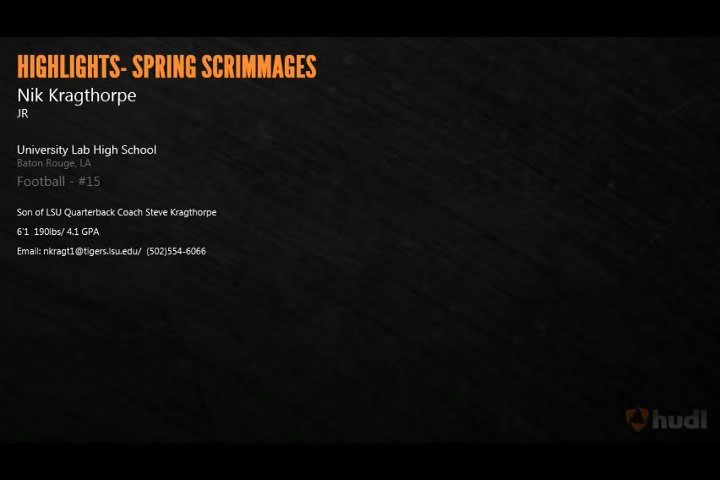 HIGHLIGHTS- SPRING SCRIMMAGES
Nik Kragthorpe
JR
University Lab High School
Baton Rouge, LA
Football - #15
Son of LSU Quarterback Coach Steve Kragthorpe
6'1  190lbs/ 4.1 GPA
Email: nkragt1@tigers.lsu.edu/  (502)554-6066
hudl